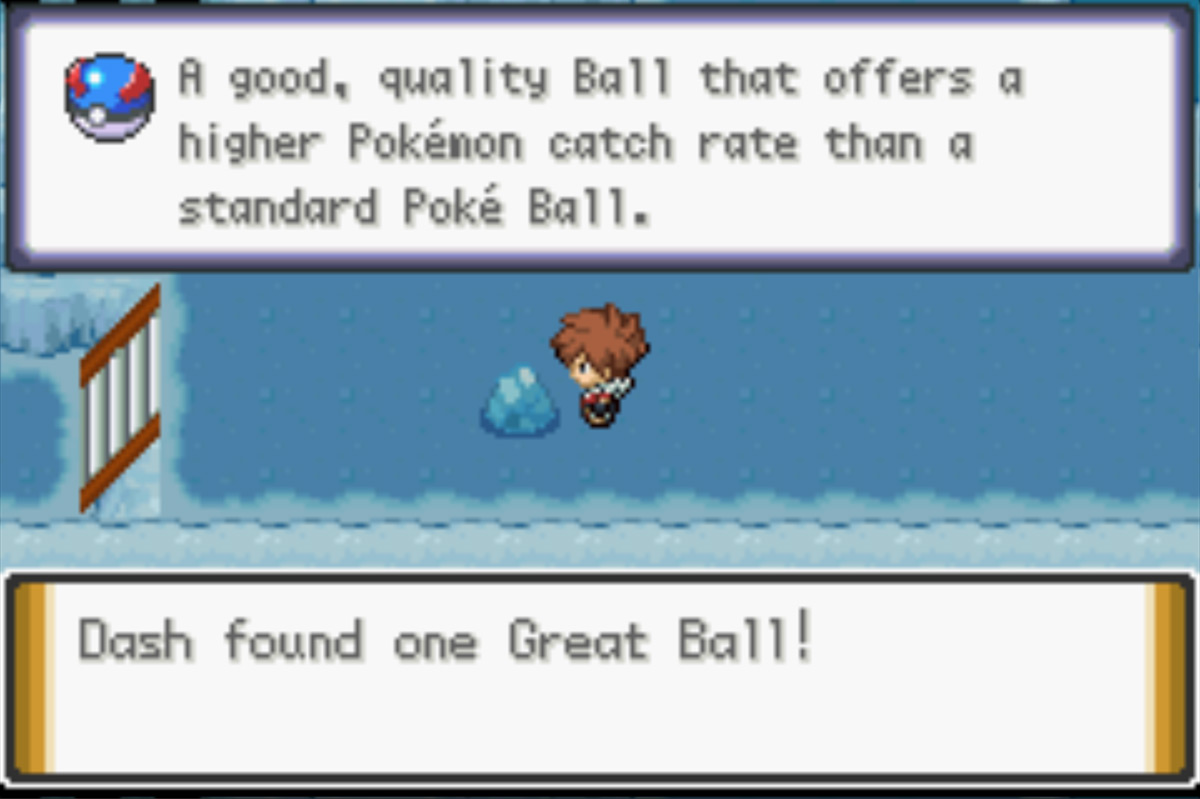 A good, quality Ball that offers a
higher Pokémon catch rate than a
standard Poké Ball.
Dash found one Great Ball!